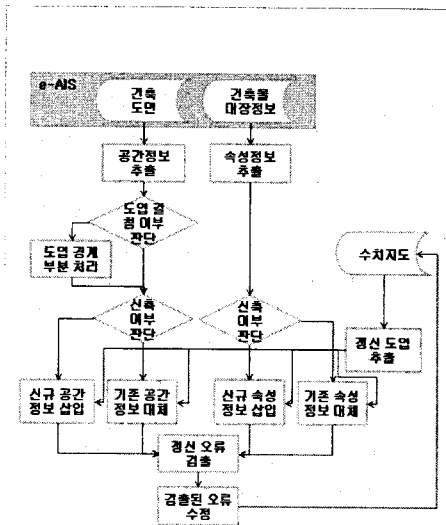 e-AIS
건축
도면
건축물
대장정보
공간정보
추출
속성정보
추출
도엽 결
첨 여부
판단
도엽 경계
부분 처리
수치지도
신축
여부
판단
신축
여부
판단
갱신 도엽
추출
신규 공간
정보 삽입
기존 공간
정보 대체
신규 속성
정보 삽입
기존 속성
정보 대체
갱신 오류
검출
검출된 오류
수정